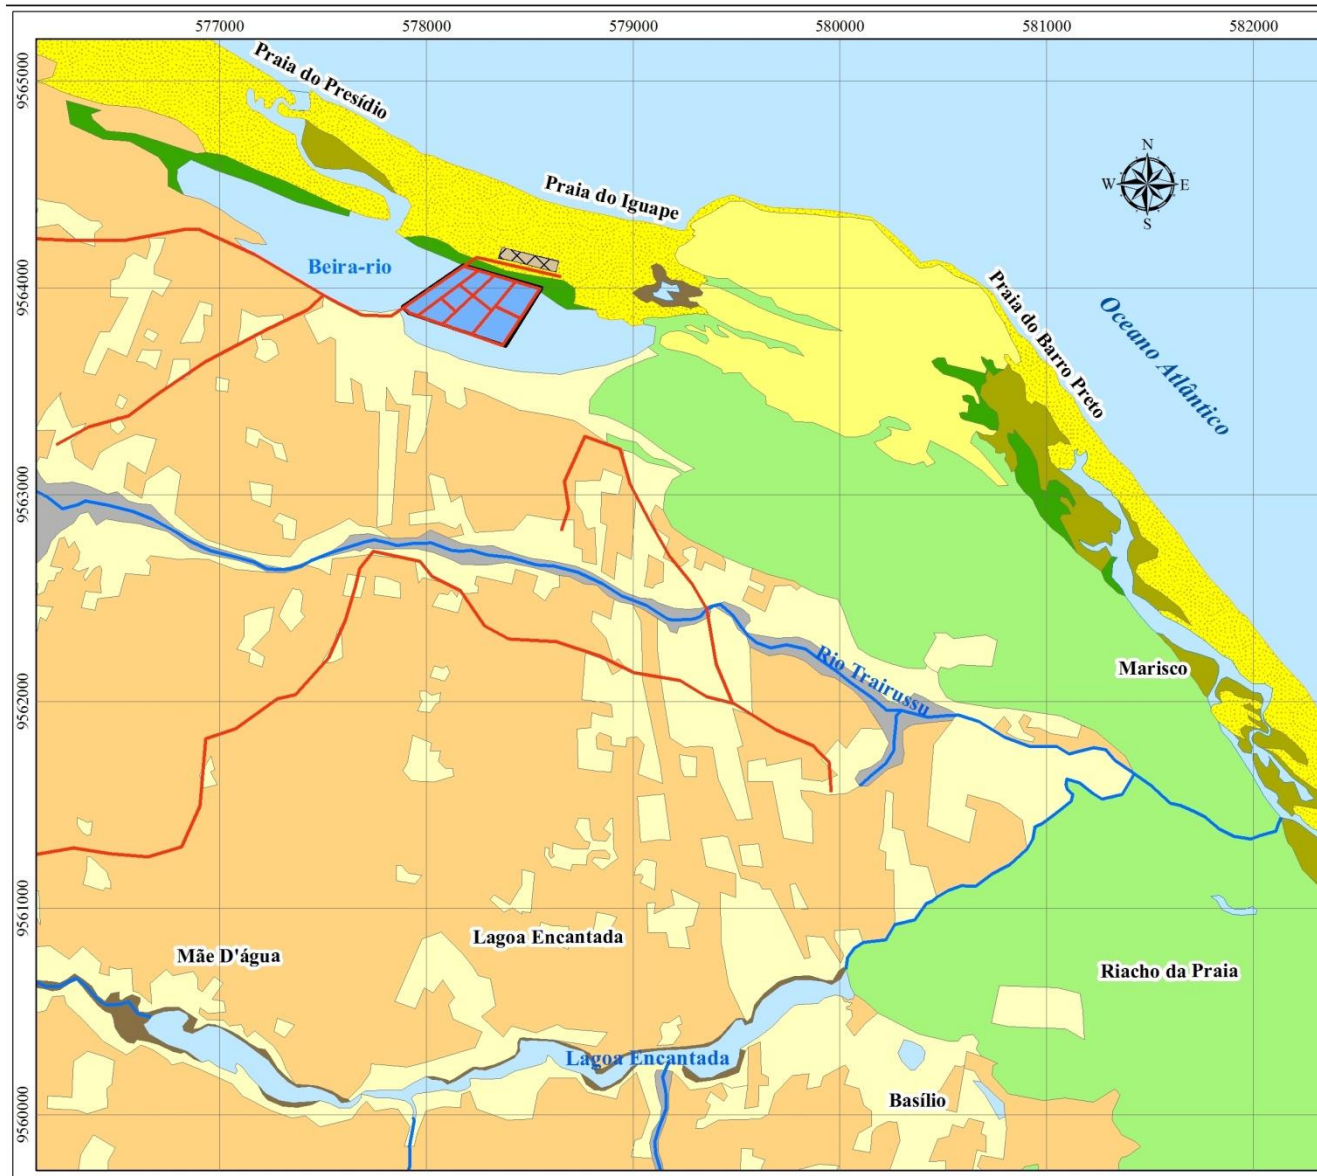 577000
578000
579000
580000
581000
582000
9565000
9564000
9563000
9562000
9561000
9560000
Praia do Presídio
Praia do Iguape
N
W
E
S
Beira-rio
Praia do Barro Preto
Oceano Atlântico
Rio Trairussu
Marisco
Lagoa Encantada
Mãe D'água
Riacho da Praia
Lagoa Encantada
Basílio